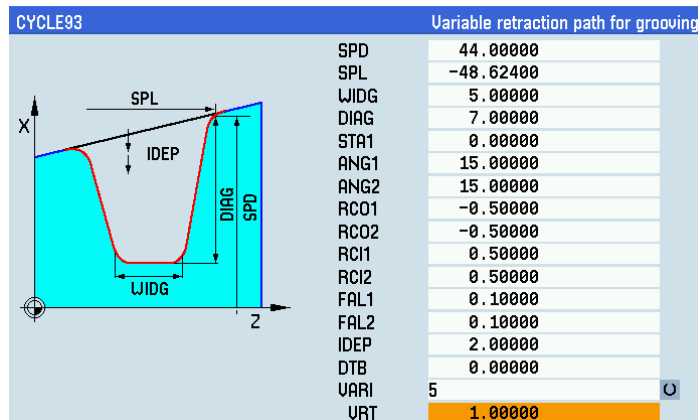 CYCLE93 Variable retraction path for grooving
SPD 44.00000
SPL -48.62400
WIDG 5.00000
DIAG 7.00000
STA1 0.00000
ANG1 15.00000
ANG2 15.00000
RCO1 -0.50000
RCO2 -0.50000
RCI1 0.50000
RCI2 0.50000
FAL1 0.10000
FAL2 0.10000
IDEP 2.00000
DTB 0.00000
VARI 5
VRT 1.00000
SPL
X
IDEP
DIAG
SPD
WIDG
Z